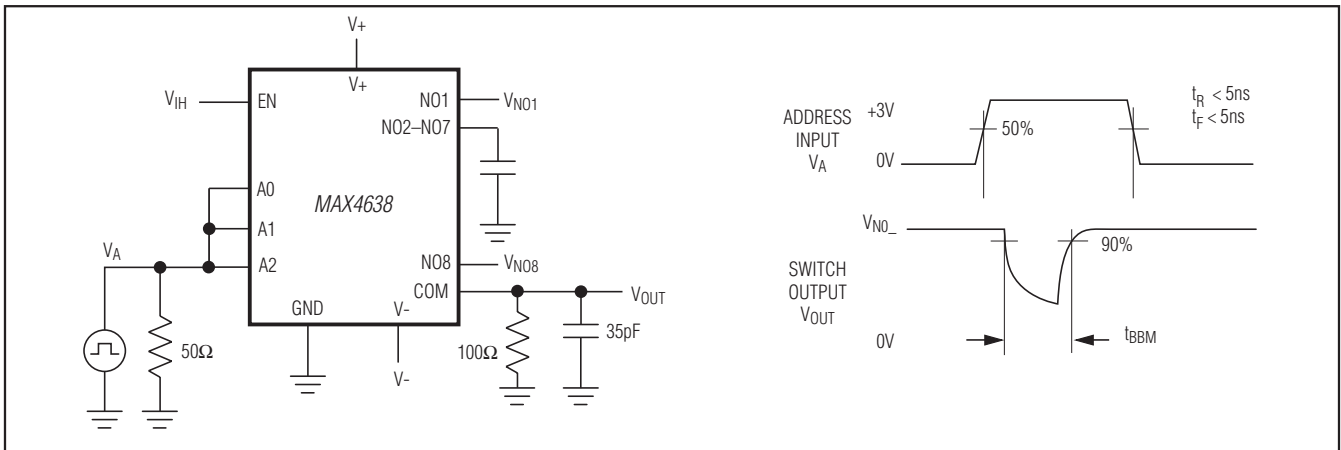 V+
V+
VIH
EN
NO1
VNO1
NO2–NO7
A0
MAX4638
A1
VA
A2
NO8
VNO8
COM
VOUT
GND
V-
50Ω
100Ω
35pF
V-
ADDRESS
INPUT
VA
+3V
50%
0V
tR < 5ns
tF < 5ns
VN0_
90%
SWITCH
OUTPUT
VOUT
0V
tBBM